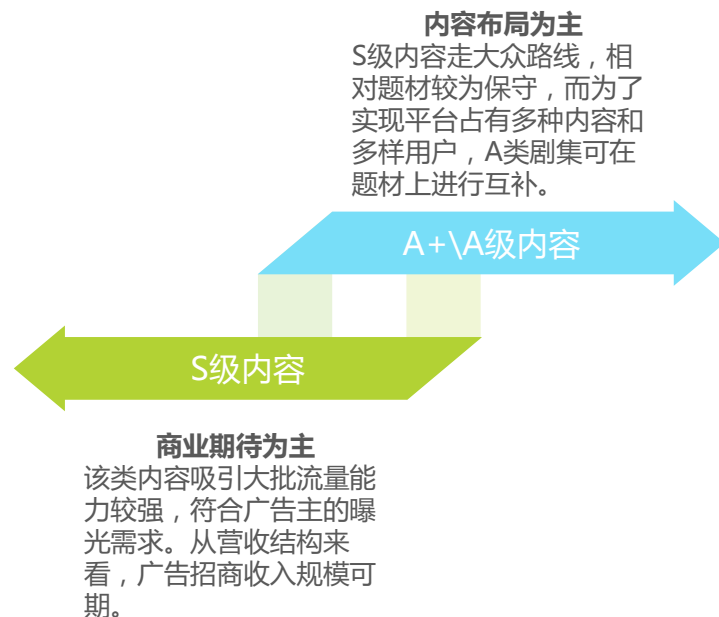 内容布局为主
S级内容走大众路线，相
对题材较为保守，而为了
实现平台占有多种内容和
多样用户，A类剧集可在
题材上进行互补。
A+\A级内容
S级内容
商业期待为主
该类内容吸引大批流量能
力较强，符合广告主的曝
光需求。从营收结构来
看，广告招商收入规模可
期。